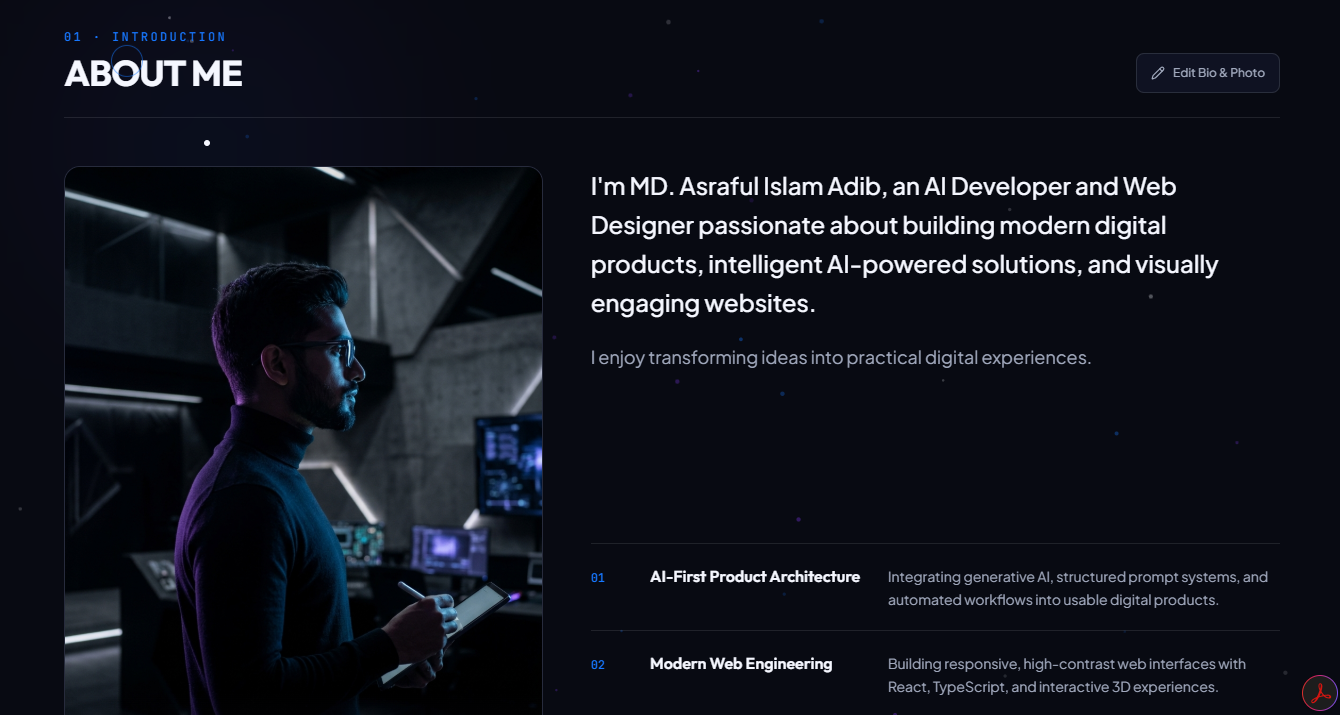 01 · INTRODUCTION
ABOUT ME
Edit Bio & Photo
I'm MD. Asraful Islam Adib, an AI Developer and Web
Designer passionate about building modern digital
products, intelligent AI-powered solutions, and visually
engaging websites.
I enjoy transforming ideas into practical digital experiences.
01 AI-First Product Architecture Integrating generative AI, structured prompt systems, and
automated workflows into usable digital products.
02 Modern Web Engineering Building responsive, high-contrast web interfaces with
React, TypeScript, and interactive 3D experiences.